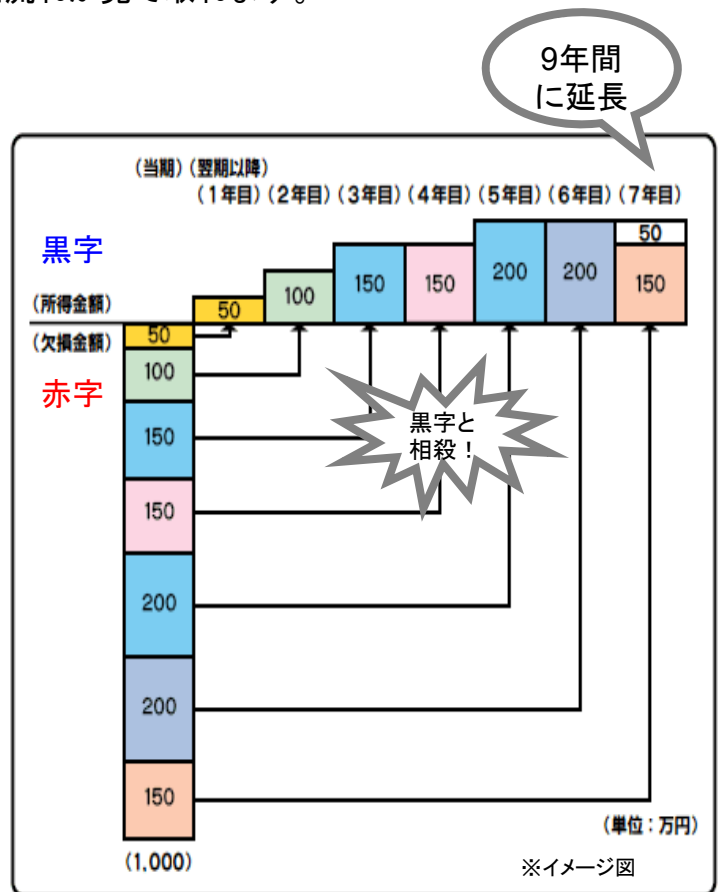 9年間
に延長
(当期)(翌期以降)
(1年目)(2年目)(3年目)(4年目)(5年目)(6年目)(7年目)
50
黒字
50 100 150 150 200 200 150
(所得金額)
(欠損金額)
赤字
50
100
150
150
200
200
150
黒字と
相殺!
(1,000)
(単位:万円)
※イメージ図